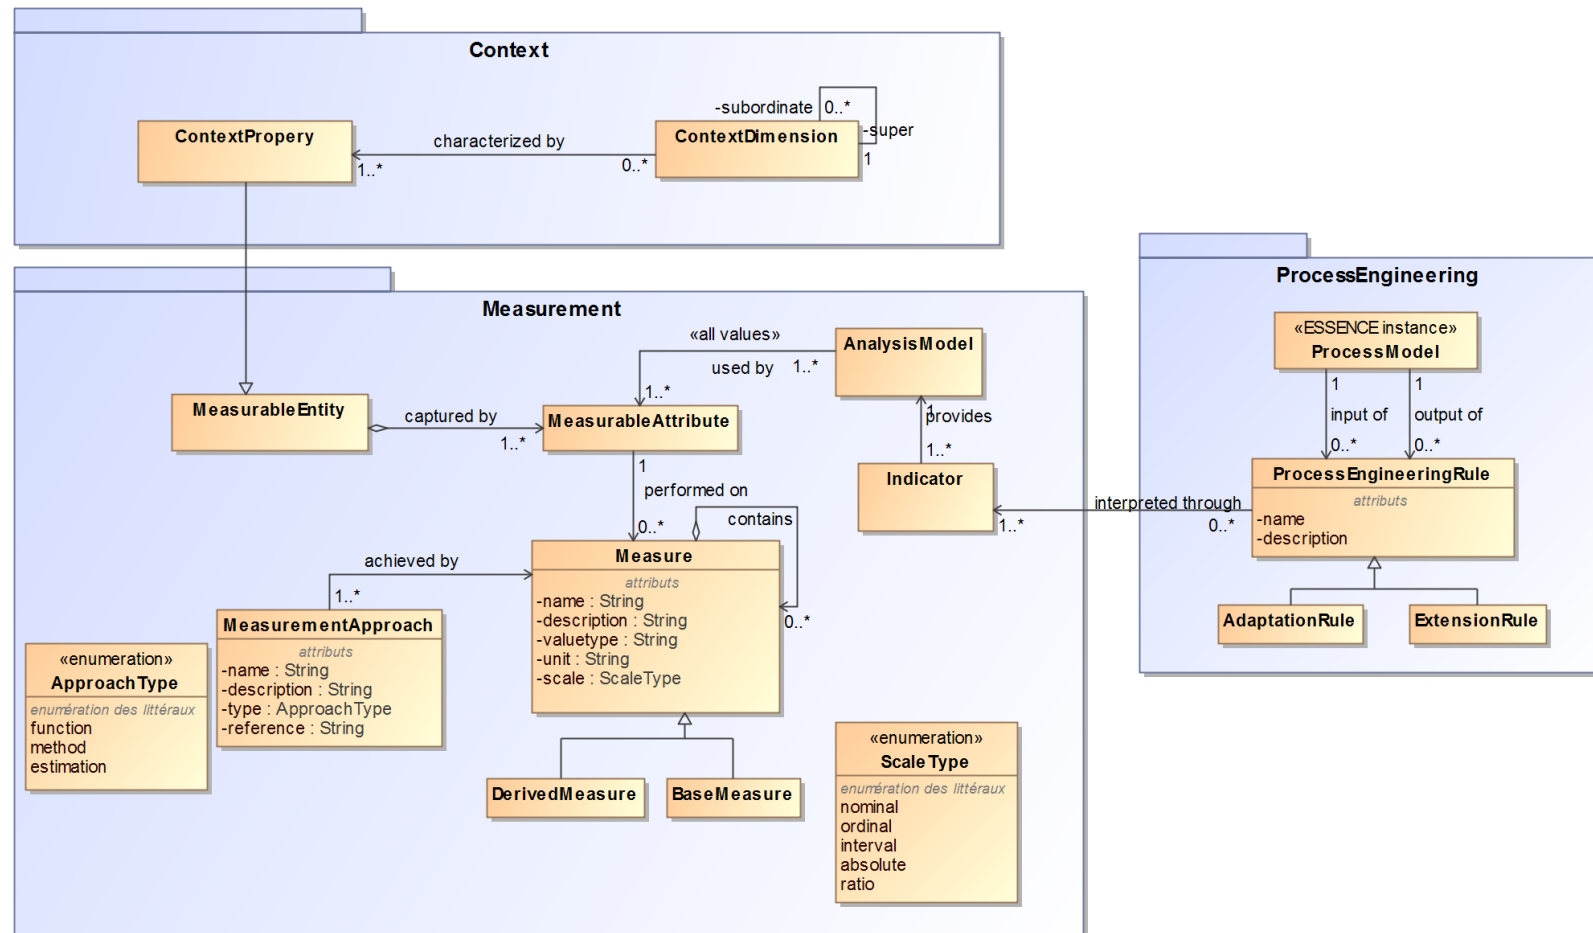 Context
ContextPropery
characterized by
1..*
0..*
ContextDimension
-subordinate
0..*
-super
1
Measurement
MeasurableEntity
captured by
1..*
MeasurableAttribute
«all values»
used by
1..*
1..*
AnalysisModel
1
provides
1..*
Indicator
1
performed on
0..*
contains
0..*
Measure
attributs
-name : String
-description : String
-valuetype : String
-unit : String
-scale : ScaleType
achieved by
1..*
MeasurementApproach
attributs
-name : String
-description : String
-type : ApproachType
-reference : String
«enumeration»
ApproachType
enumération des littéraux
function
method
estimation
DerivedMeasure
BaseMeasure
«enumeration»
ScaleType
enumération des littéraux
nominal
ordinal
interval
absolute
ratio
interpreted through
1..*
0..*
ProcessEngineering
«ESSENCE instance»
ProcessModel
1
1
input of
output of
0..*
0..*
ProcessEngineeringRule
attributs
-name
-description
AdaptationRule
ExtensionRule